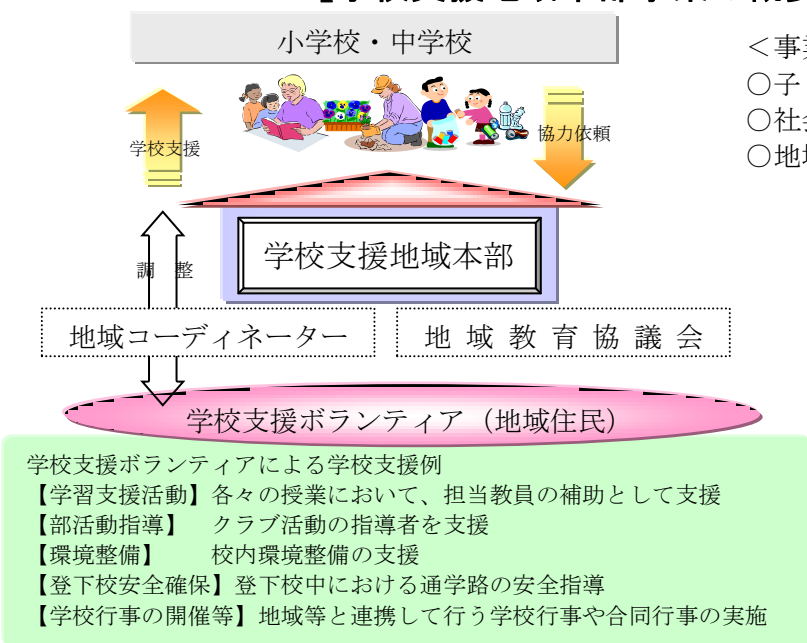 小学校・中学校
＜事業
○子
○社会
○地域
学校支援
協力依頼
学校支援地域本部
調 整
地域コーディネーター
地 域 教 育 協 議 会
学校支援ボランティア（地域住民）
学校支援ボランティアによる学校支援例
【学習支援活動】各々の授業において、担当教員の補助として支援
【部活動指導】 クラブ活動の指導者を支援
【環境整備】 校内環境整備の支援
【登下校安全確保】登下校中における通学路の安全指導
【学校行事の開催等】地域等と連携して行う学校行事や合同行事の実施